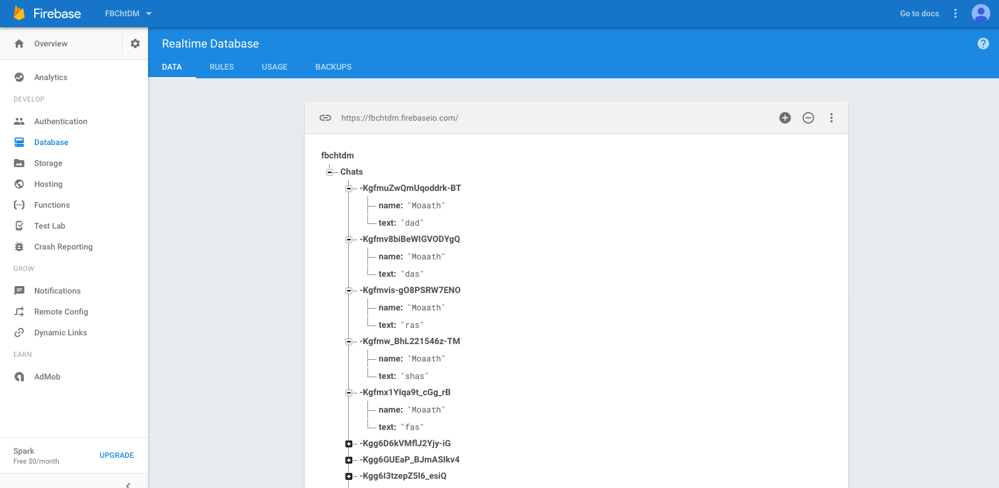 Firebase
FBChtDM
Go to docs
Overview
Realtime Database
DATA
RULES
USAGE
BACKUPS
Analytics
DEVELOP
Authentication
Database
Storage
Hosting
Functions
Test Lab
Crash Reporting
GROW
Notifications
Remote Config
Dynamic Links
EARN
AdMob
Spark
Free $0/month
UPGRADE
https://fbchtdm.firebaseio.com/
fbchtdm
Chats
-KgfmuZwQmUqoddrk-BT
name: "Moaath"
text: "dad"
-Kgfmv8biBeWIGVODYgQ
name: "Moaath"
text: "das"
-Kgfmvis-gO8PSRW7ENO
name: "Moaath"
text: "ras"
-Kgfmw_BhL221546z-TM
name: "Moaath"
text: "shas"
-Kgfmx1YIqa9t_cGg_rB
name: "Moaath"
text: "fas"
-Kgg6D6kVMflJ2Yjy-iG
-Kgg6GUEaP_BJmASIkv4
-Kgg6I3tzepZ5l6_esiQ